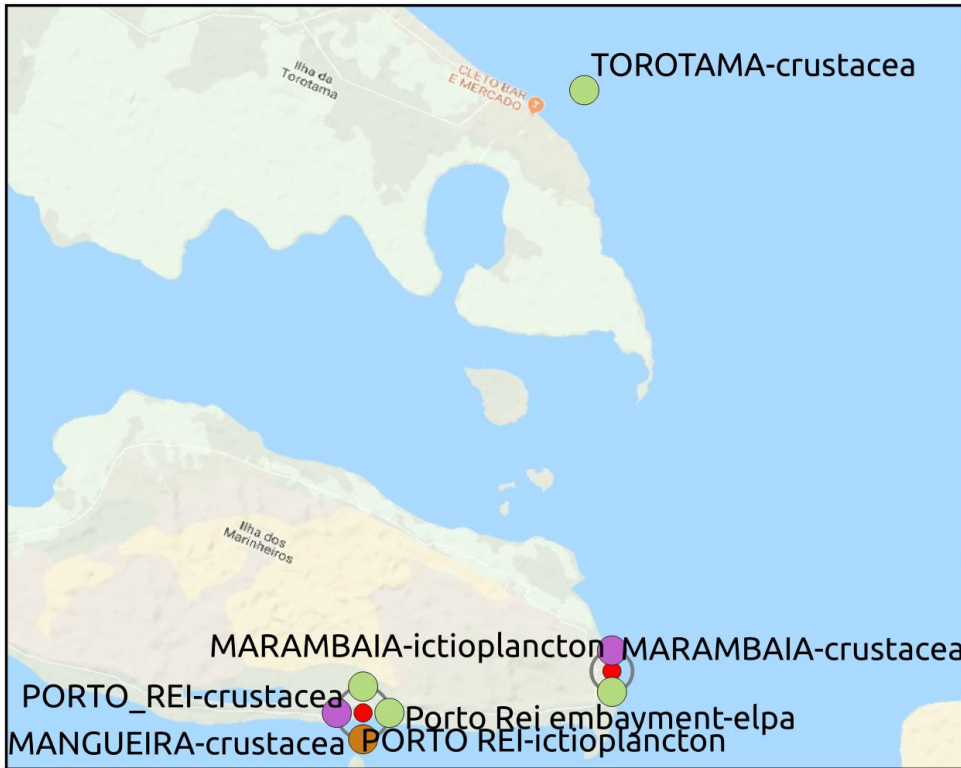 TOROTAMA-crustacea
Ilha da
Torotama
CLETO BAR
E MERCADO
Ilha dos
Marinheiros
MARAMBAIA-ictioplancton
MARAMBAIA-crustacea
PORTO_REI-crustacea
Porto Rei embayment-elpa
MANGUEIRA-crustacea
PORTO REI-ictioplancton